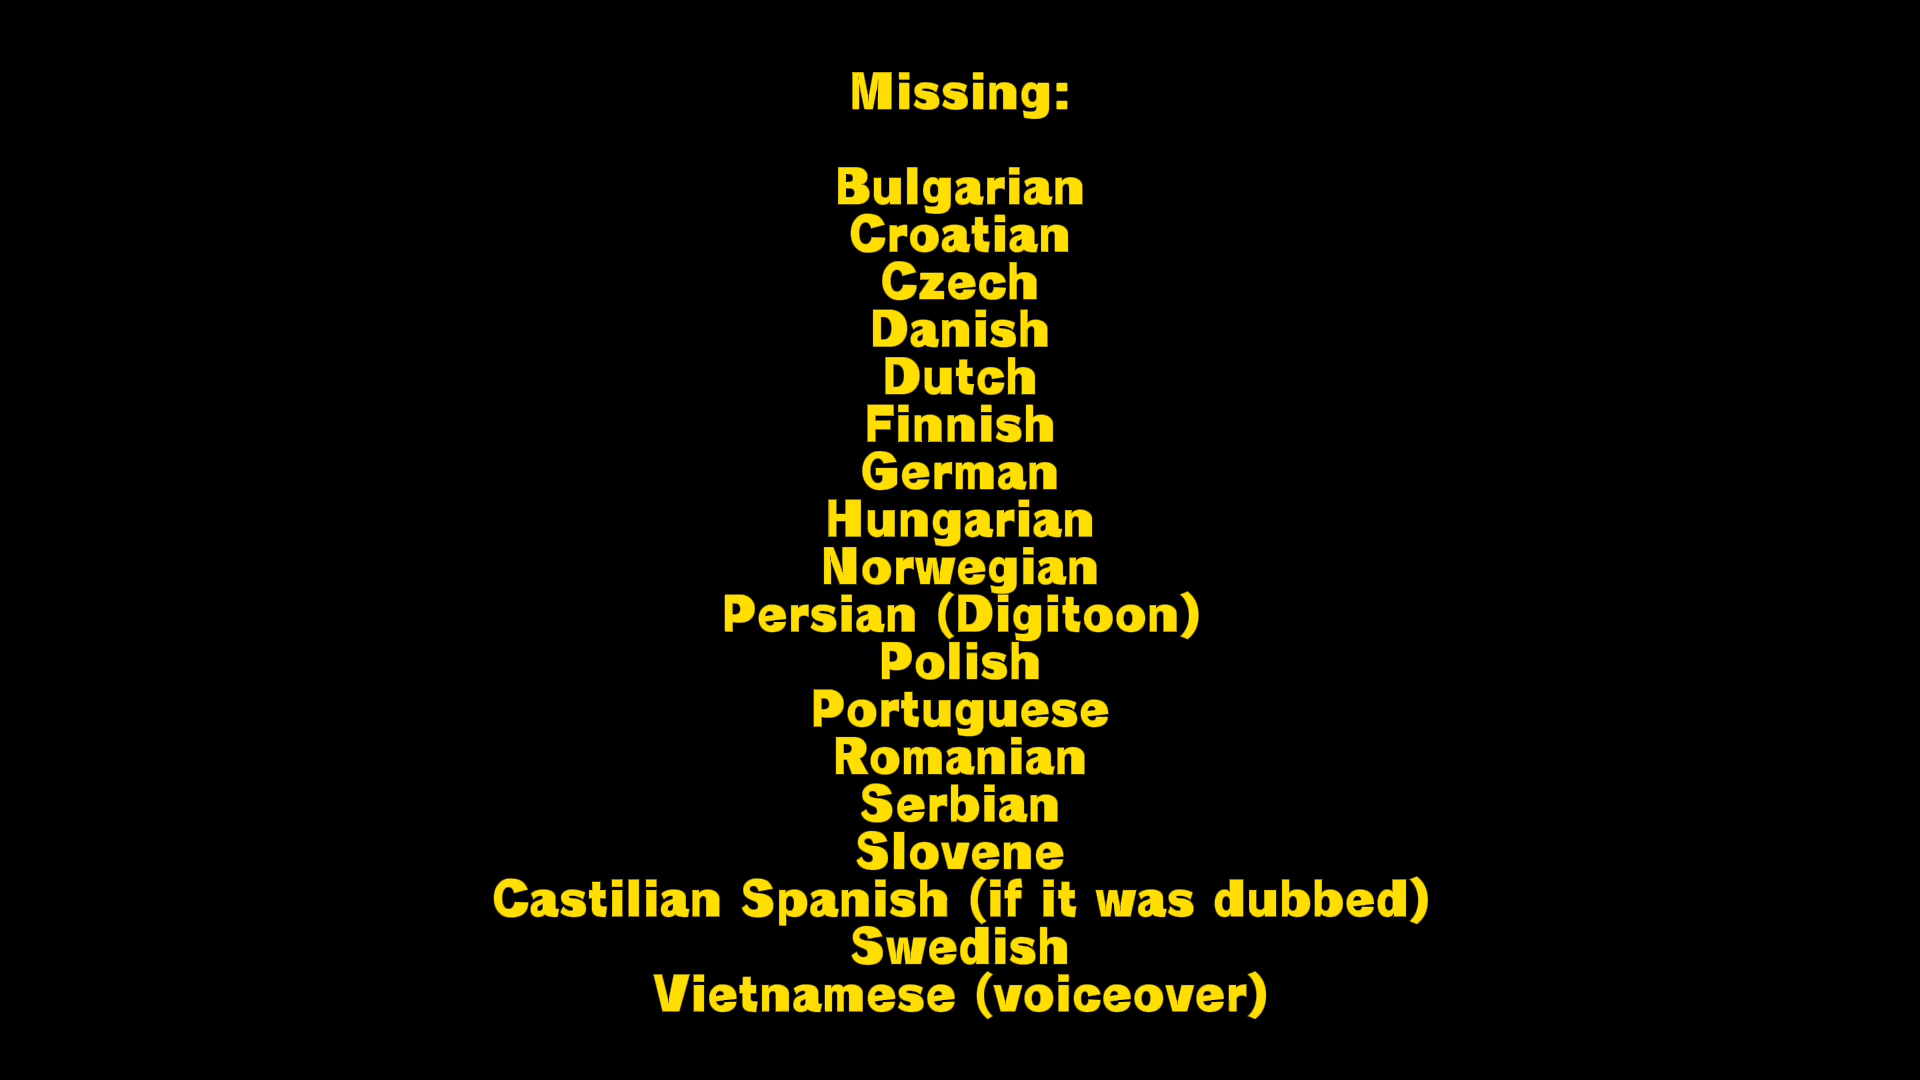 Missing:
Bulgarian
Croatian
Czech
Danish
Dutch
Finnish
German
Hungarian
Norwegian
Persian (Digitoon)
Polish
Portuguese
Romanian
Serbian
Slovene
Castilian Spanish (if it was dubbed)
Swedish
Vietnamese (voiceover)